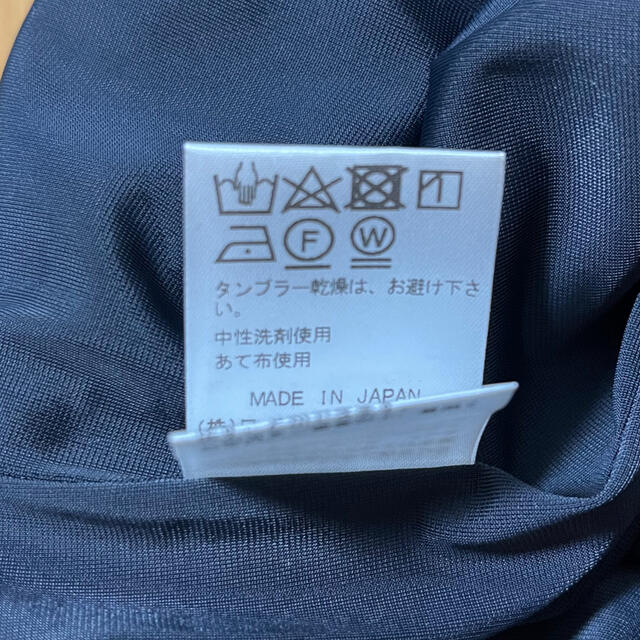 F W
タンブラー乾燥は、お避け下さ
い。
中性洗剤使用
あて布使用
MADE IN JAPAN
(株)